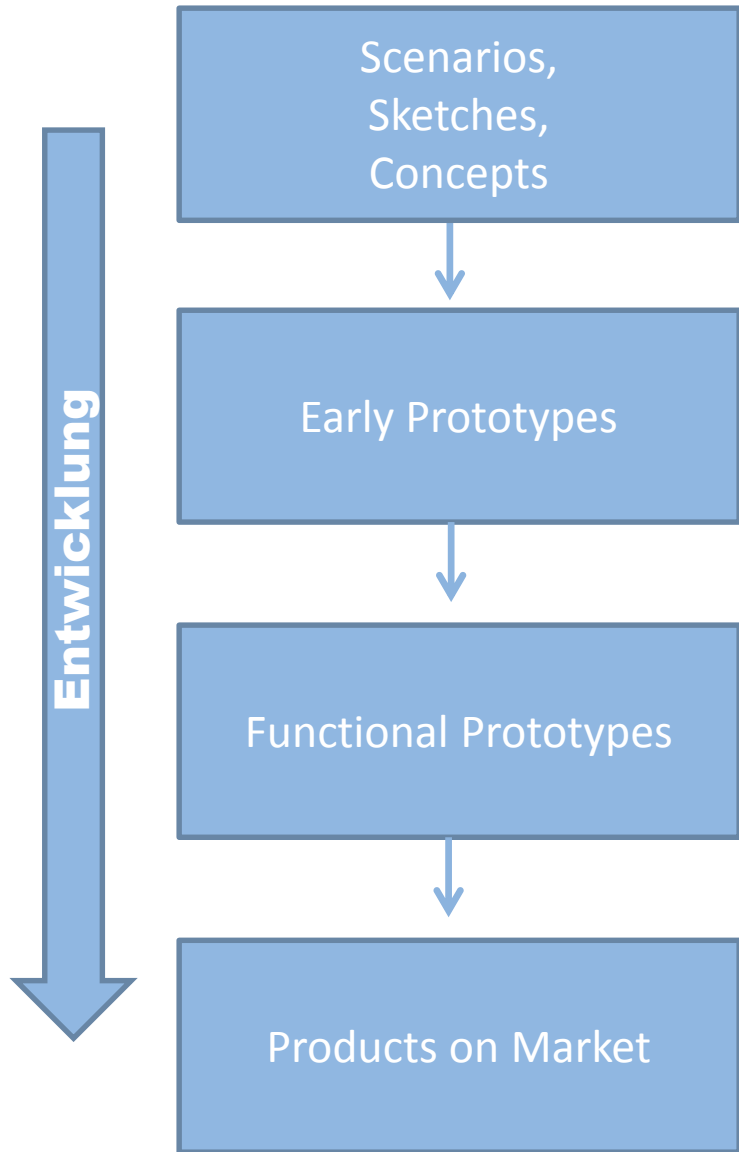 Scenarios,
Sketches,
Concepts
Entwicklung
Early Prototypes
Functional Prototypes
Products on Market